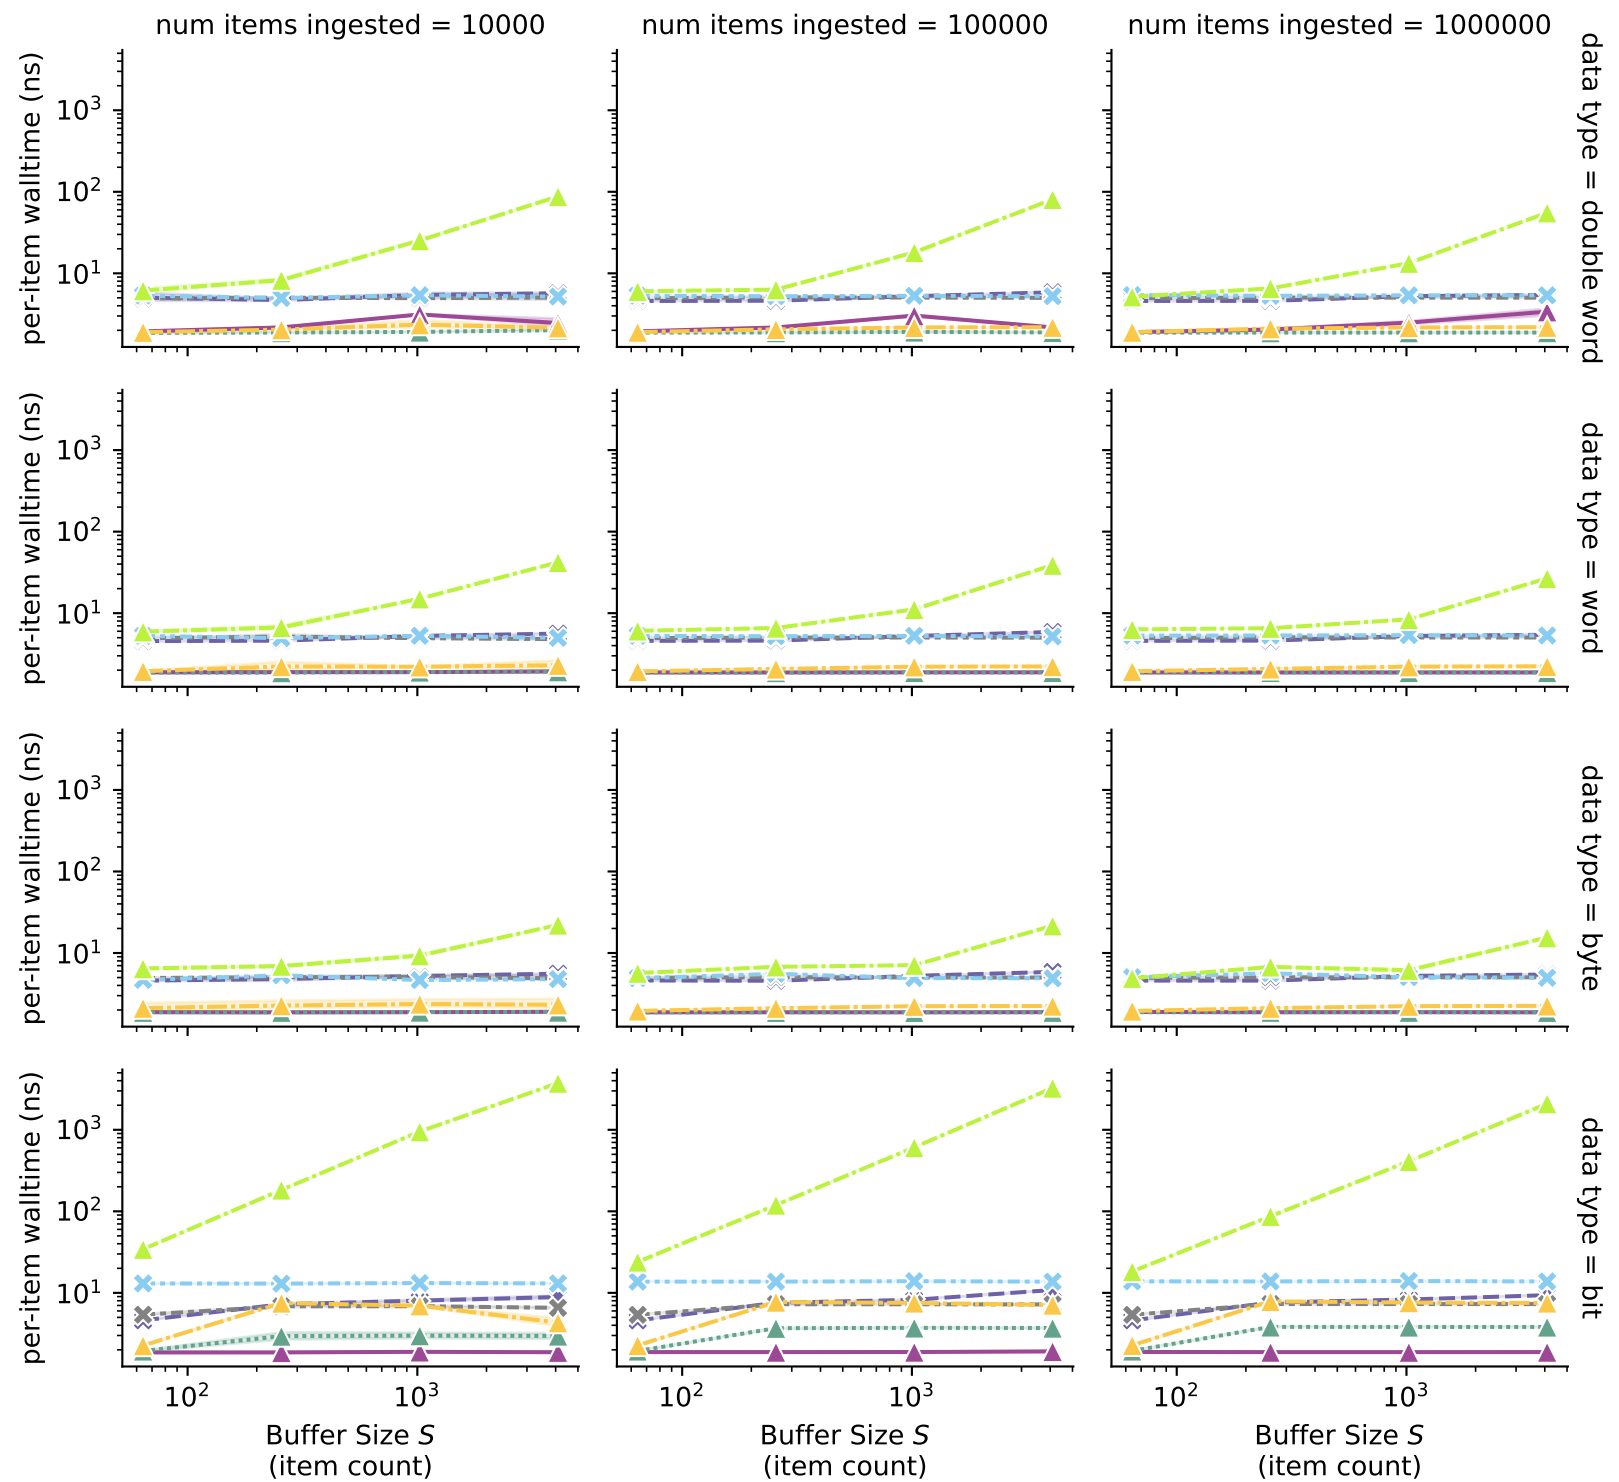 num items ingested = 10000
num items ingested = 100000
num items ingested = 1000000
per-item walltime (ns)
10³
10²
10¹
data type = double word
per-item walltime (ns)
10³
10²
10¹
data type = word
per-item walltime (ns)
10³
10²
10¹
data type = byte
per-item walltime (ns)
10³
10²
10¹
data type = bit
10² 10³ 10² 10³ 10² 10³
Buffer Size S
(item count)
Buffer Size S
(item count)
Buffer Size S
(item count)